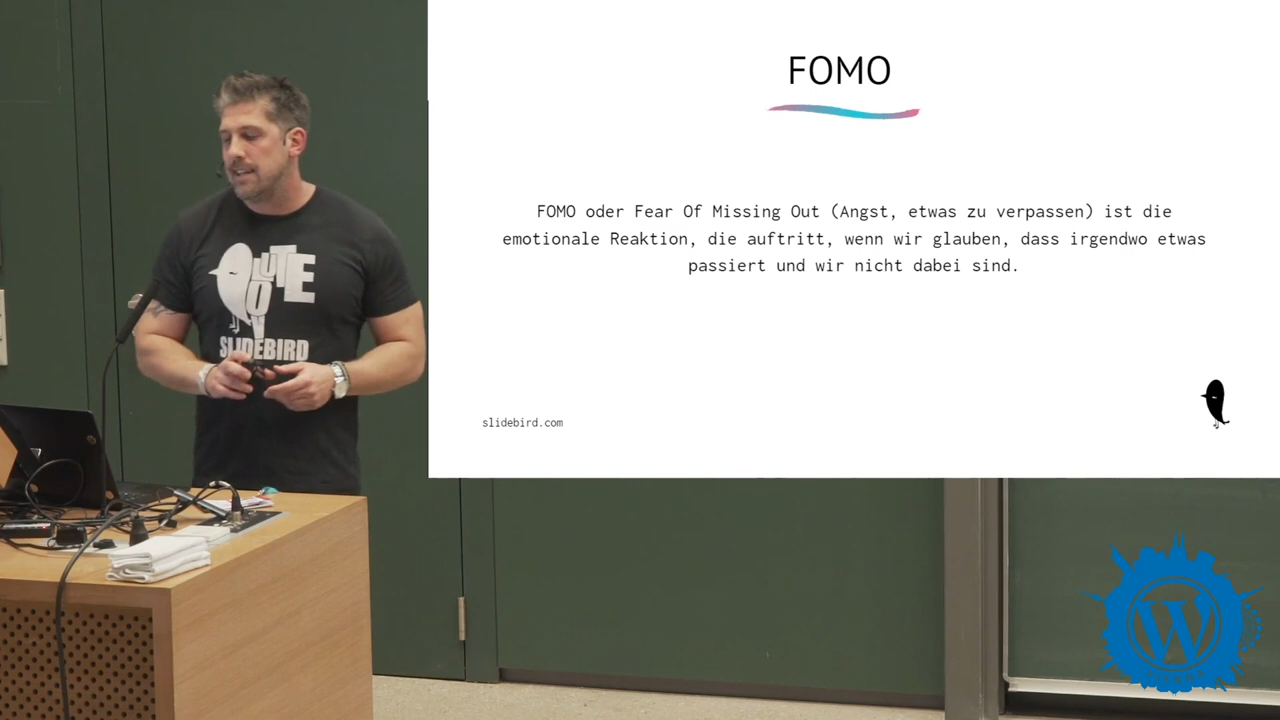 FOMO
FOMO oder Fear Of Missing Out (Angst, etwas zu verpassen) ist die
emotionale Reaktion, die auftritt, wenn wir glauben, dass irgendwo etwas
passiert und wir nicht dabei sind.
slidebird.com
SLIDEBIRD
W